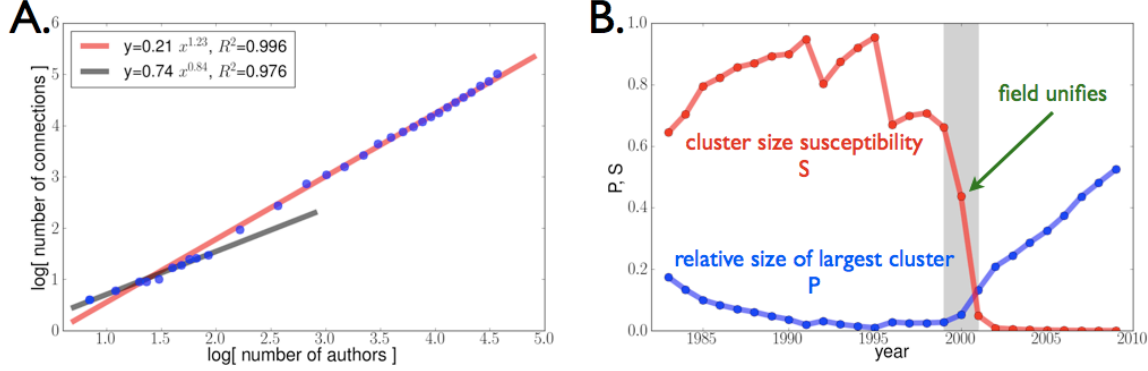 A.
y=0.21 x^1.23, R^2=0.996
y=0.74 x^0.84, R^2=0.976
log[ number of connections ]
6
5
4
3
2
1
0
1.0 1.5 2.0 2.5 3.0 3.5 4.0 4.5 5.0
log[ number of authors ]
B.
P, S
1.0
0.8
0.6
0.4
0.2
0.0
field unifies
cluster size susceptibility
S
relative size of largest cluster
P
1985 1990 1995 2000 2005 2010
year